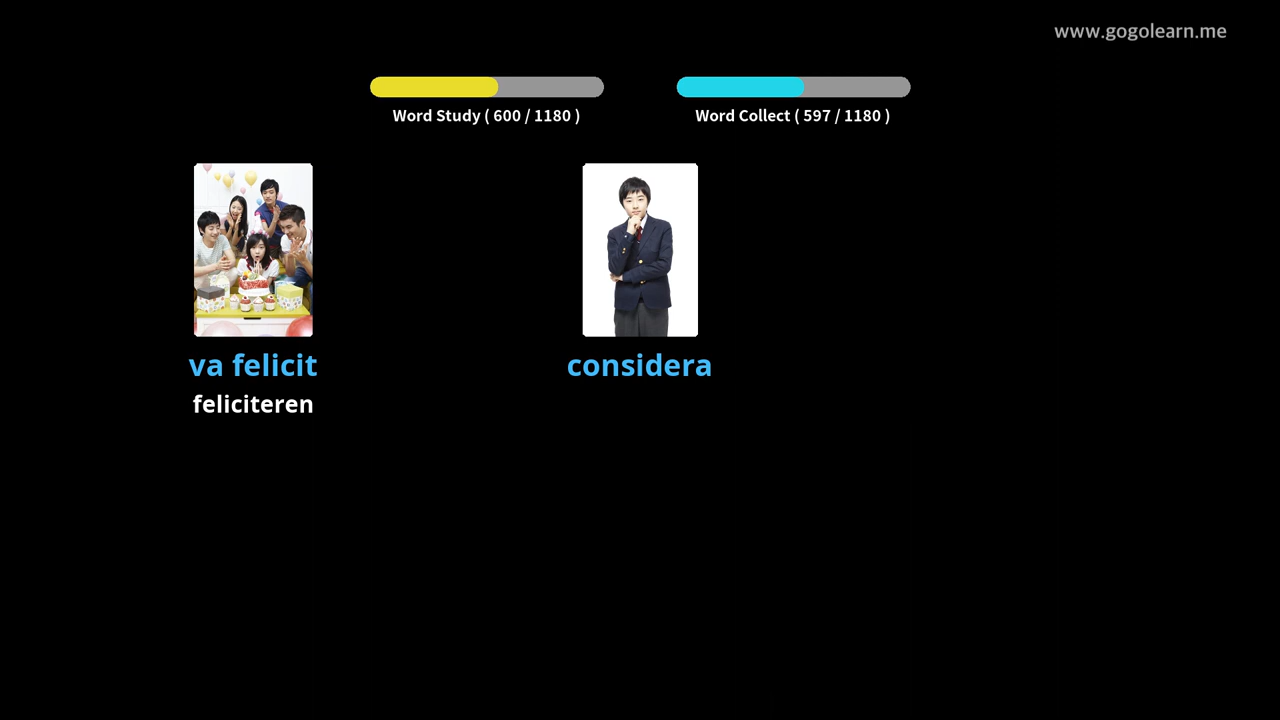 www.gogolearn.me
Word Study ( 600 / 1180 )
Word Collect ( 597 / 1180 )
va felicit
considera
feliciteren